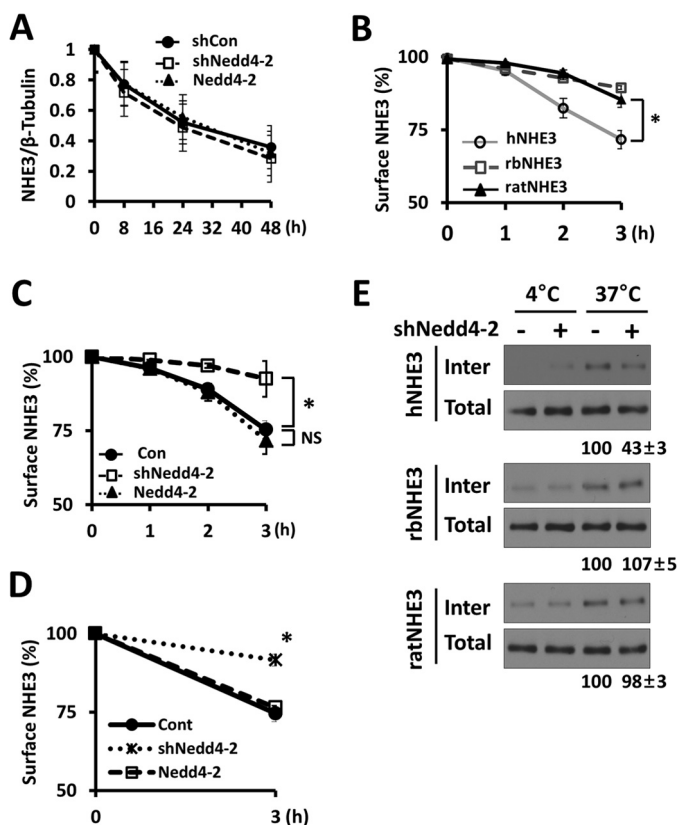 A
NHE3/β-Tubulin
1
0.8
0.6
0.4
0.2
0
0 8 16 24 32 40 48 (h)
shCon
shNedd4-2
Nedd4-2
B
Surface NHE3 (%)
100
75
50
0 1 2 3 (h)
hNHE3
rbNHE3
ratNHE3
*
C
Surface NHE3 (%)
100
75
50
0 1 2 3 (h)
Con
shNedd4-2
Nedd4-2
*
NS
D
Surface NHE3 (%)
100
75
50
0 3 (h)
Cont
shNedd4-2
Nedd4-2
*
E
4°C 37°C
shNedd4-2 - + - +
hNHE3
Inter
Total
100 43±3
rbNHE3
Inter
Total
100 107±5
ratNHE3
Inter
Total
100 98±3